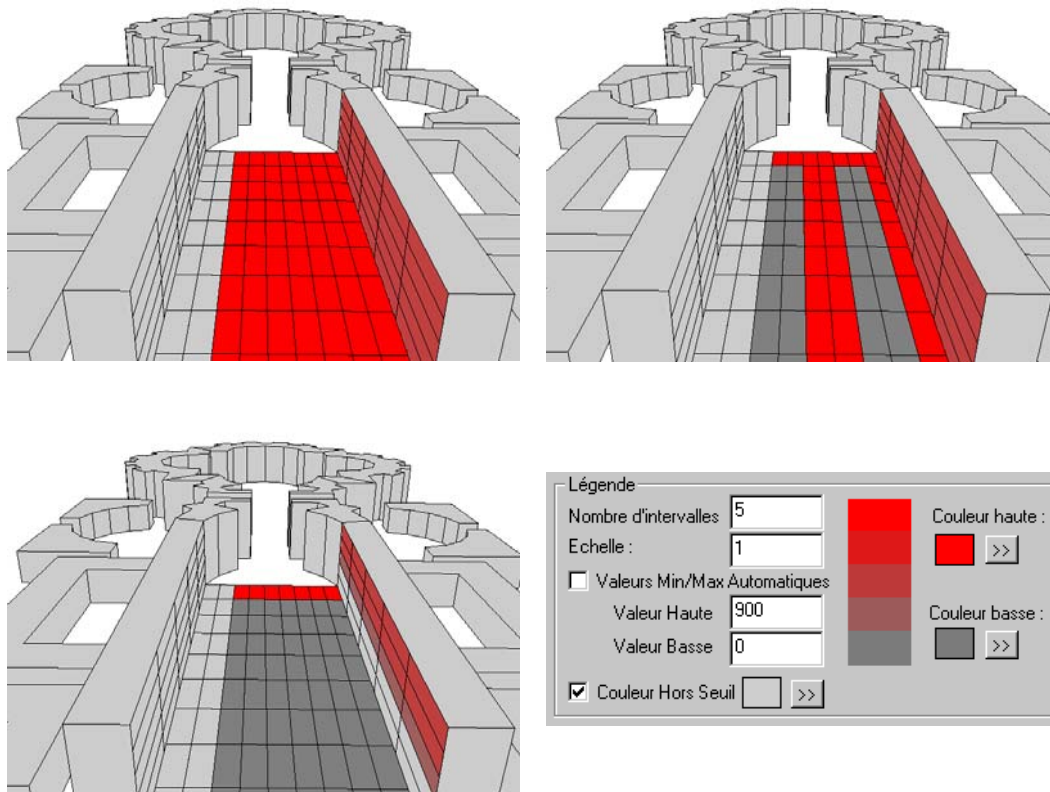 Légende
Nombre d'intervalles 5
Couleur haute :
Echelle : 1
>>
Valeurs Min/Max Automatiques
Valeur Haute 900
Couleur basse :
Valeur Basse 0
>>
Couleur Hors Seuil >>